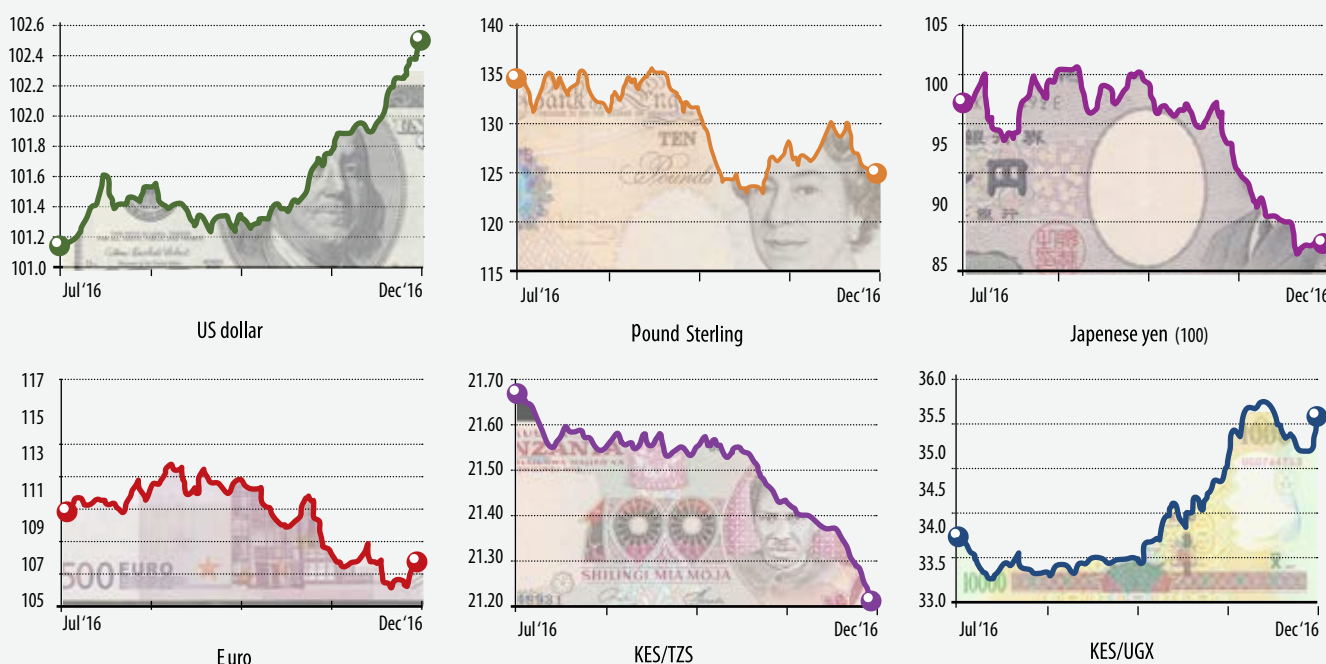 102.6
102.4
102.2
102.0
101.8
101.6
101.4
101.2
101.0
Jul‘16
Dec‘16
US dollar
140
135
130
125
120
115
TEN
Pounds
Jul‘16
Dec‘16
Pound Sterling
105
100
95
90
85
Jul‘16
Dec‘16
Japenese yen (100)
117
115
113
111
109
107
105
500 EURO
Jul‘16
Dec‘16
Euro
21.70
21.60
21.50
21.40
21.30
21.20
NZANIA
SHILINGI MIA MOJA
Jul‘16
Dec‘16
KES/TZS
36.0
35.5
35.0
34.5
34.0
33.5
33.0
10000
Jul‘16
Dec‘16
KES/UGX